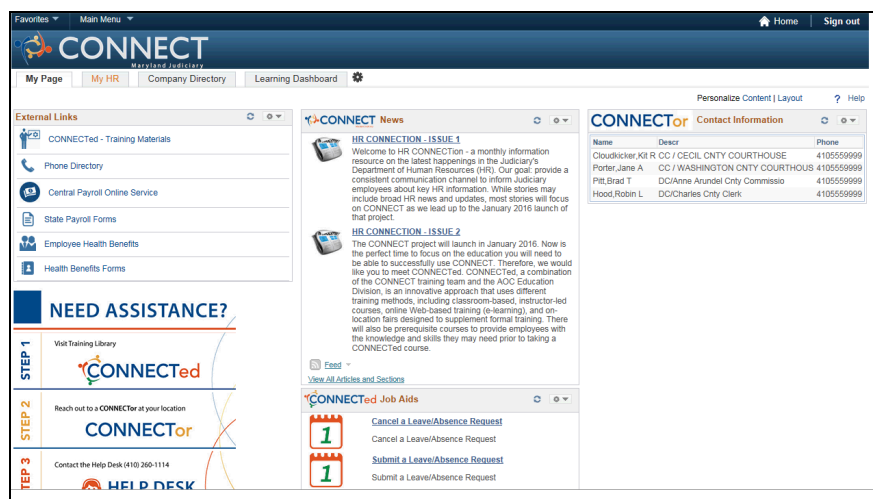 Favorites Main Menu Home Sign out
CONNECT
Maryland Judiciary
My Page My HR Company Directory Learning Dashboard
Personalize Content | Layout ? Help
External Links
CONNECTed - Training Materials
Phone Directory
Central Payroll Online Service
State Payroll Forms
Employee Health Benefits
Health Benefits Forms
NEED ASSISTANCE?
STEP 1
Visit Training Library
CONNECTed
STEP 2
Reach out to a CONNECTor at your location
CONNECTor
STEP 3
Contact the Help Desk (410) 260-1114
HELP DESK
CONNECT News
HR CONNECTION - ISSUE 1
Welcome to HR CONNECTion - a monthly information
resource on the latest happenings in the Judiciary's
Department of Human Resources (HR). Our goal: provide a
consistent communication channel to inform Judiciary
employees about key HR information. While stories may
include broad HR news and updates, most stories will focus
on CONNECT as we lead up to the January 2016 launch of
that project.
HR CONNECTION - ISSUE 2
The CONNECT project will launch in January 2016. Now is
the perfect time to focus on the education you will need to
be able to successfully use CONNECT. Therefore, we would
like you to meet CONNECTed. CONNECTed, a combination
of the CONNECT training team and the AOC Education
Division, is an innovative approach that uses different
training methods, including classroom-based, instructor-led
courses, online Web-based training (e-learning), and on-
location fairs designed to supplement formal training. There
will also be prerequisite courses to provide employees with
the knowledge and skills they may need prior to taking a
CONNECTed course.
Feed
View All Articles and Sections
CONNECTed Job Aids
1
Cancel a Leave/Absence Request
Cancel a Leave/Absence Request
1
Submit a Leave/Absence Request
Submit a Leave/Absence Request
CONNECTor Contact Information
Name Descr Phone
Cloudkicker,Kit R CC / CECIL CNTY COURTHOUSE 4105559999
Porter,Jane A CC / WASHINGTON CNTY COURTHOUS 4105559999
Pitt,Brad T DC/Anne Arundel Cnty Commissio 4105559999
Hood,Robin L DC/Charles Cnty Clerk 4105559999